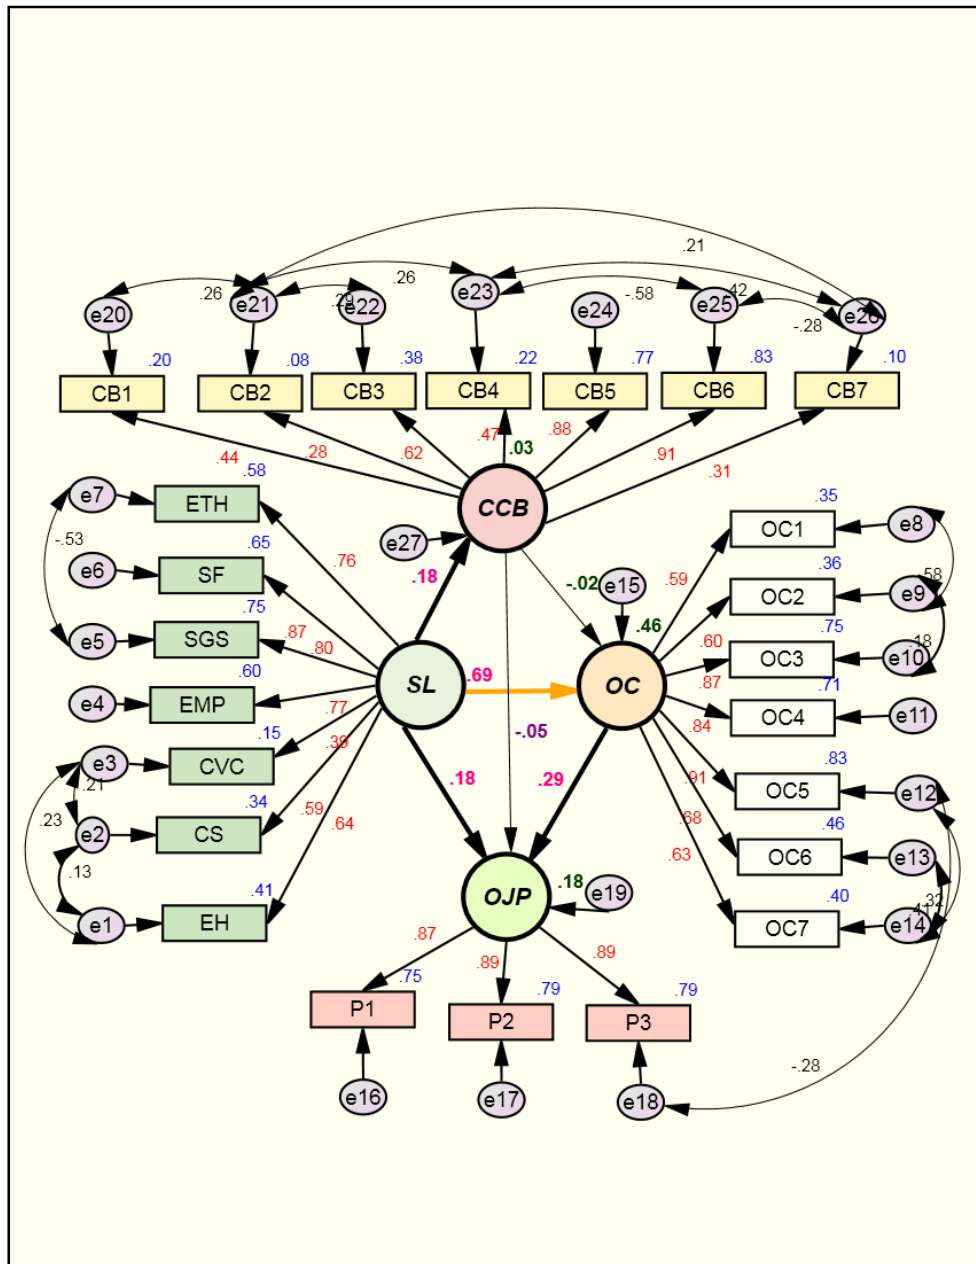 .21
.26
.26
.29
-.58
.42
-.28
e20
e21
e22
e23
e24
e25
e26
.20
.08
.38
.22
.77
.83
.10
CB1
CB2
CB3
CB4
CB5
CB6
CB7
.44
.28
.62
.47
.88
.91
.31
.03
CCB
e27
.18
e7
ETH
.58
-.53
e6
SF
.65
e5
SGS
.75
e4
EMP
.60
e3
CVC
.15
.21
.23
e2
CS
.34
.13
e1
EH
.41
.76
.87
.80
.77
.39
.59
.64
SL
.69
-.02
e15
.46
OC
-.05
.18
.29
.35
OC1
e8
.36
OC2
e9
.58
.75
OC3
e10
.18
.71
OC4
e11
.83
OC5
e12
.46
OC6
e13
.32
.40
OC7
e14
.41
.59
.60
.87
.84
.91
.68
.63
OJP
.18
e19
.87
.89
.89
.75
.79
.79
P1
P2
P3
e16
e17
e18
-.28